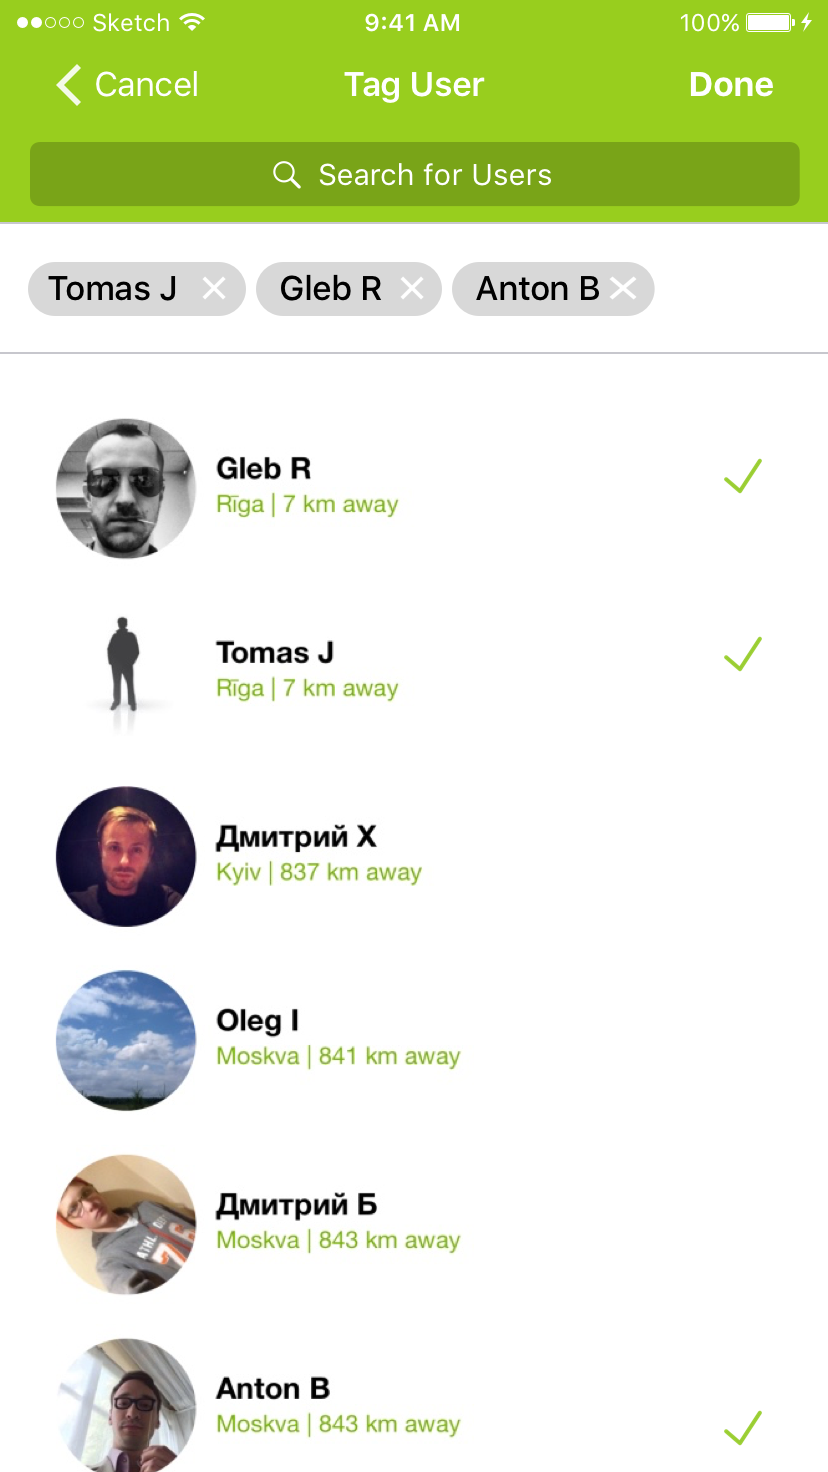 Sketch 9:41 AM 100%
Cancel Tag User Done
Search for Users
Tomas J Gleb R Anton B
Gleb R
Rīga | 7 km away
Tomas J
Rīga | 7 km away
Дмитрий Х
Kyiv | 837 km away
Oleg I
Moskva | 841 km away
Дмитрий Б
Moskva | 843 km away
Anton B
Moskva | 843 km away